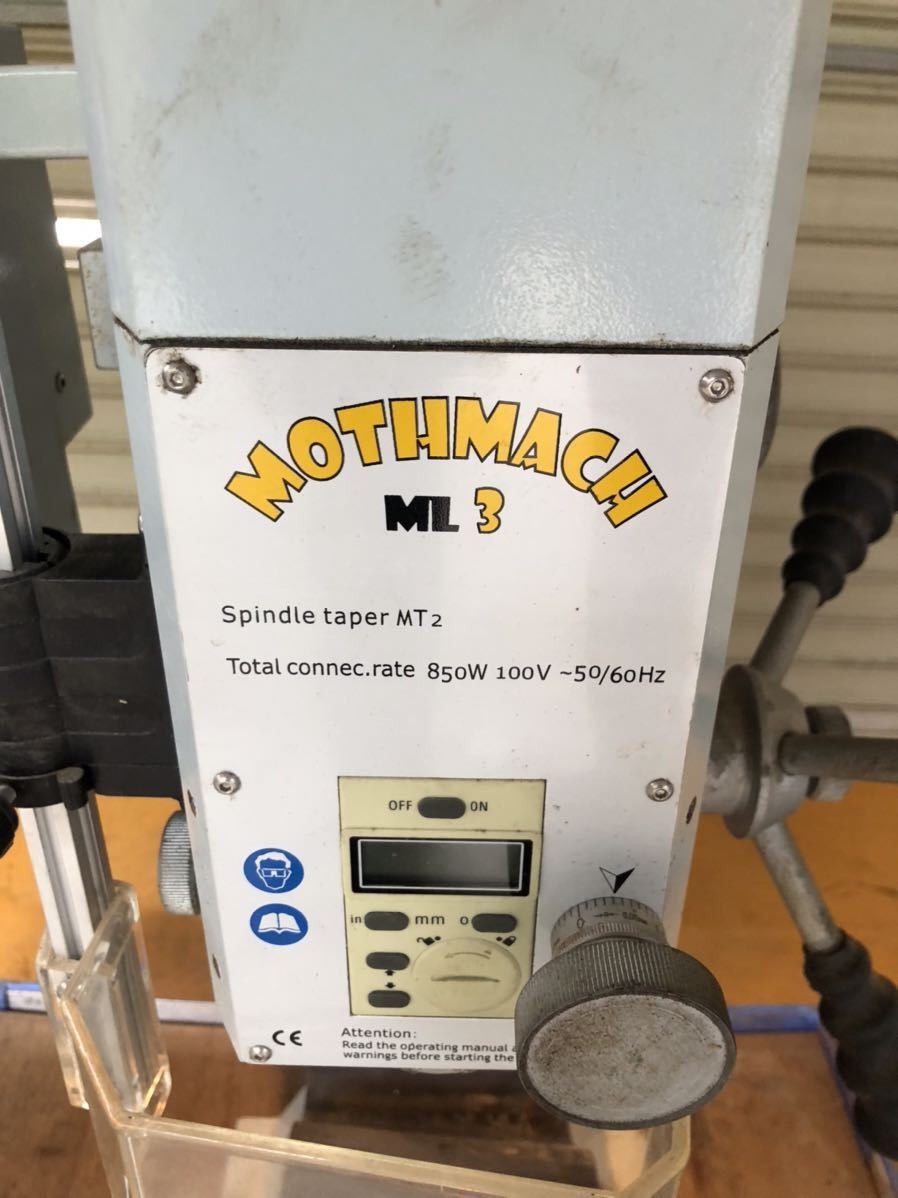 MOTHMACH
ML 3
Spindle taper MT2
Total connec.rate 850W 100V ~50/60Hz
OFF ON
in mm o
CE
Attention:
Read the operating manual
warnings before starting the